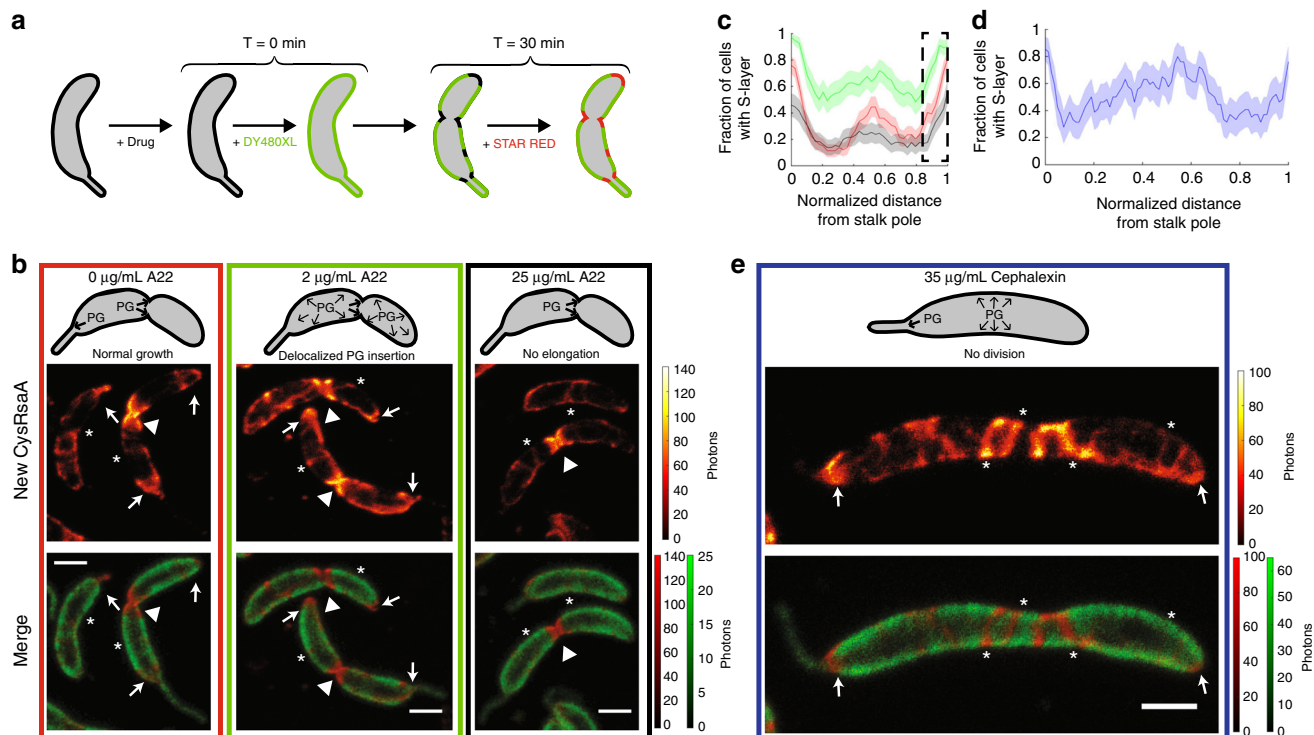 a
T = 0 min
T = 30 min
+ Drug
+ DY480XL
+ STAR RED
c
Fraction of cells
with S-layer
1
0.8
0.6
0.4
0.2
0
0
0.2
0.4
0.6
0.8
1
Normalized distance
from stalk pole
d
Fraction of cells
with S-layer
1
0.8
0.6
0.4
0.2
0
0
0.2
0.4
0.6
0.8
1
Normalized distance
from stalk pole
b
0 µg/mL A22
PG
PG
Normal growth
2 µg/mL A22
PG
PG
Delocalized PG insertion
25 µg/mL A22
PG
No elongation
New CysRsaA
*
*
*
*
*
*
140
120
100
80
60
40
20
0
Photons
Merge
*
*
*
*
*
*
140
120
100
80
60
40
20
0
25
20
15
10
5
0
Photons
e
35 µg/mL Cephalexin
PG
PG
No division
*
*
*
*
100
80
60
40
20
0
Photons
*
*
*
*
100
80
60
40
20
0
60
50
40
30
20
10
0
Photons